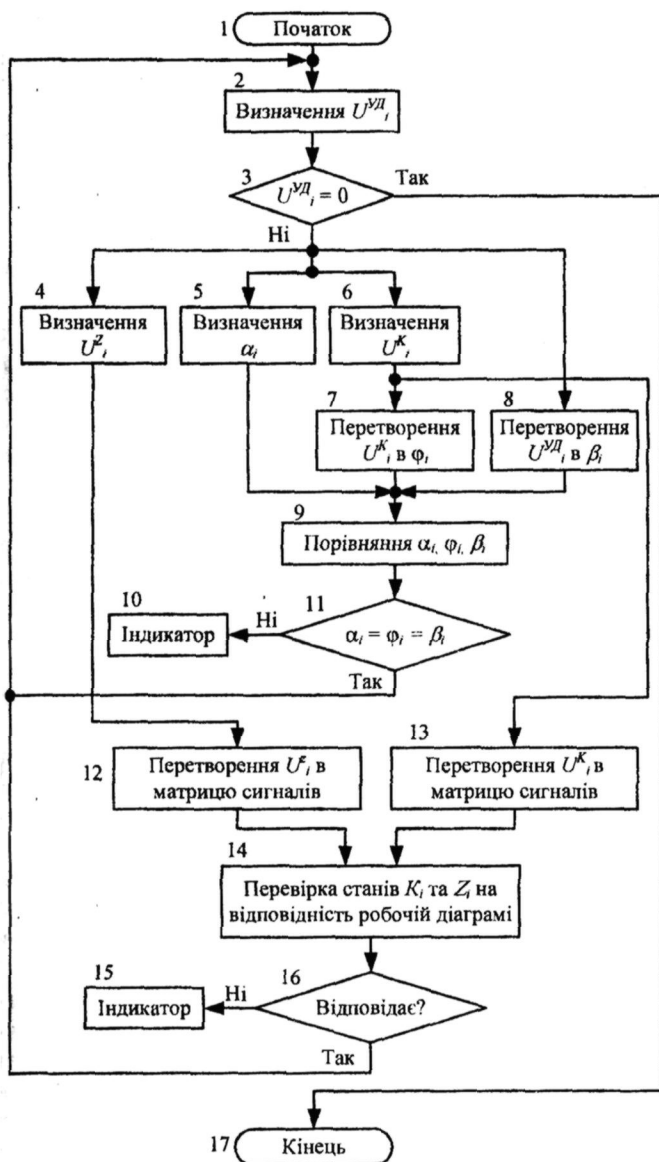 1 Початок
2
Визначення U^УД_i
3 Так
U^УД_i = 0
Ні
4 5 6
Визначення Визначення Визначення
U^Z_i α_i U^K_i
7 8
Перетворення Перетворення
U^K_i в φ_i U^УД_i в β_i
9
Порівняння α_i, φ_i, β_i
10 11
Індикатор Ні α_i = φ_i = β_i
Так
12 13
Перетворення U^z_i в Перетворення U^K_i в
матрицю сигналів матрицю сигналів
14
Перевірка станів K_i та Z_i на
відповідність робочій діаграмі
15 16
Індикатор Ні Відповідає?
Так
17 Кінець